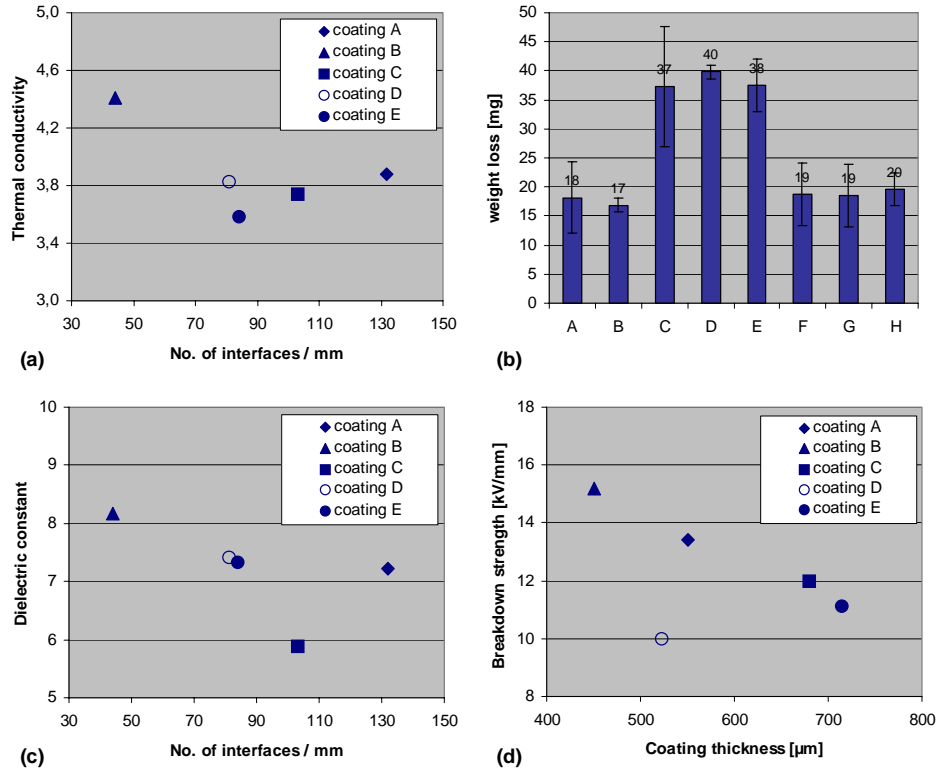 5,0
4,6
4,2
3,8
3,4
3,0
Thermal conductivity
coating A
coating B
coating C
coating D
coating E
30 50 70 90 110 130 150
No. of interfaces / mm
(a)
50
45
40
35
30
25
20
15
10
5
0
weight loss [mg]
18 17 37 40 38 19 19 20
A B C D E F G H
(b)
10
9
8
7
6
5
Dielectric constant
coating A
coating B
coating C
coating D
coating E
30 50 70 90 110 130 150
No. of interfaces / mm
(c)
18
16
14
12
10
8
Breakdown strength [kV/mm]
coating A
coating B
coating C
coating D
coating E
400 500 600 700 800
Coating thickness [µm]
(d)